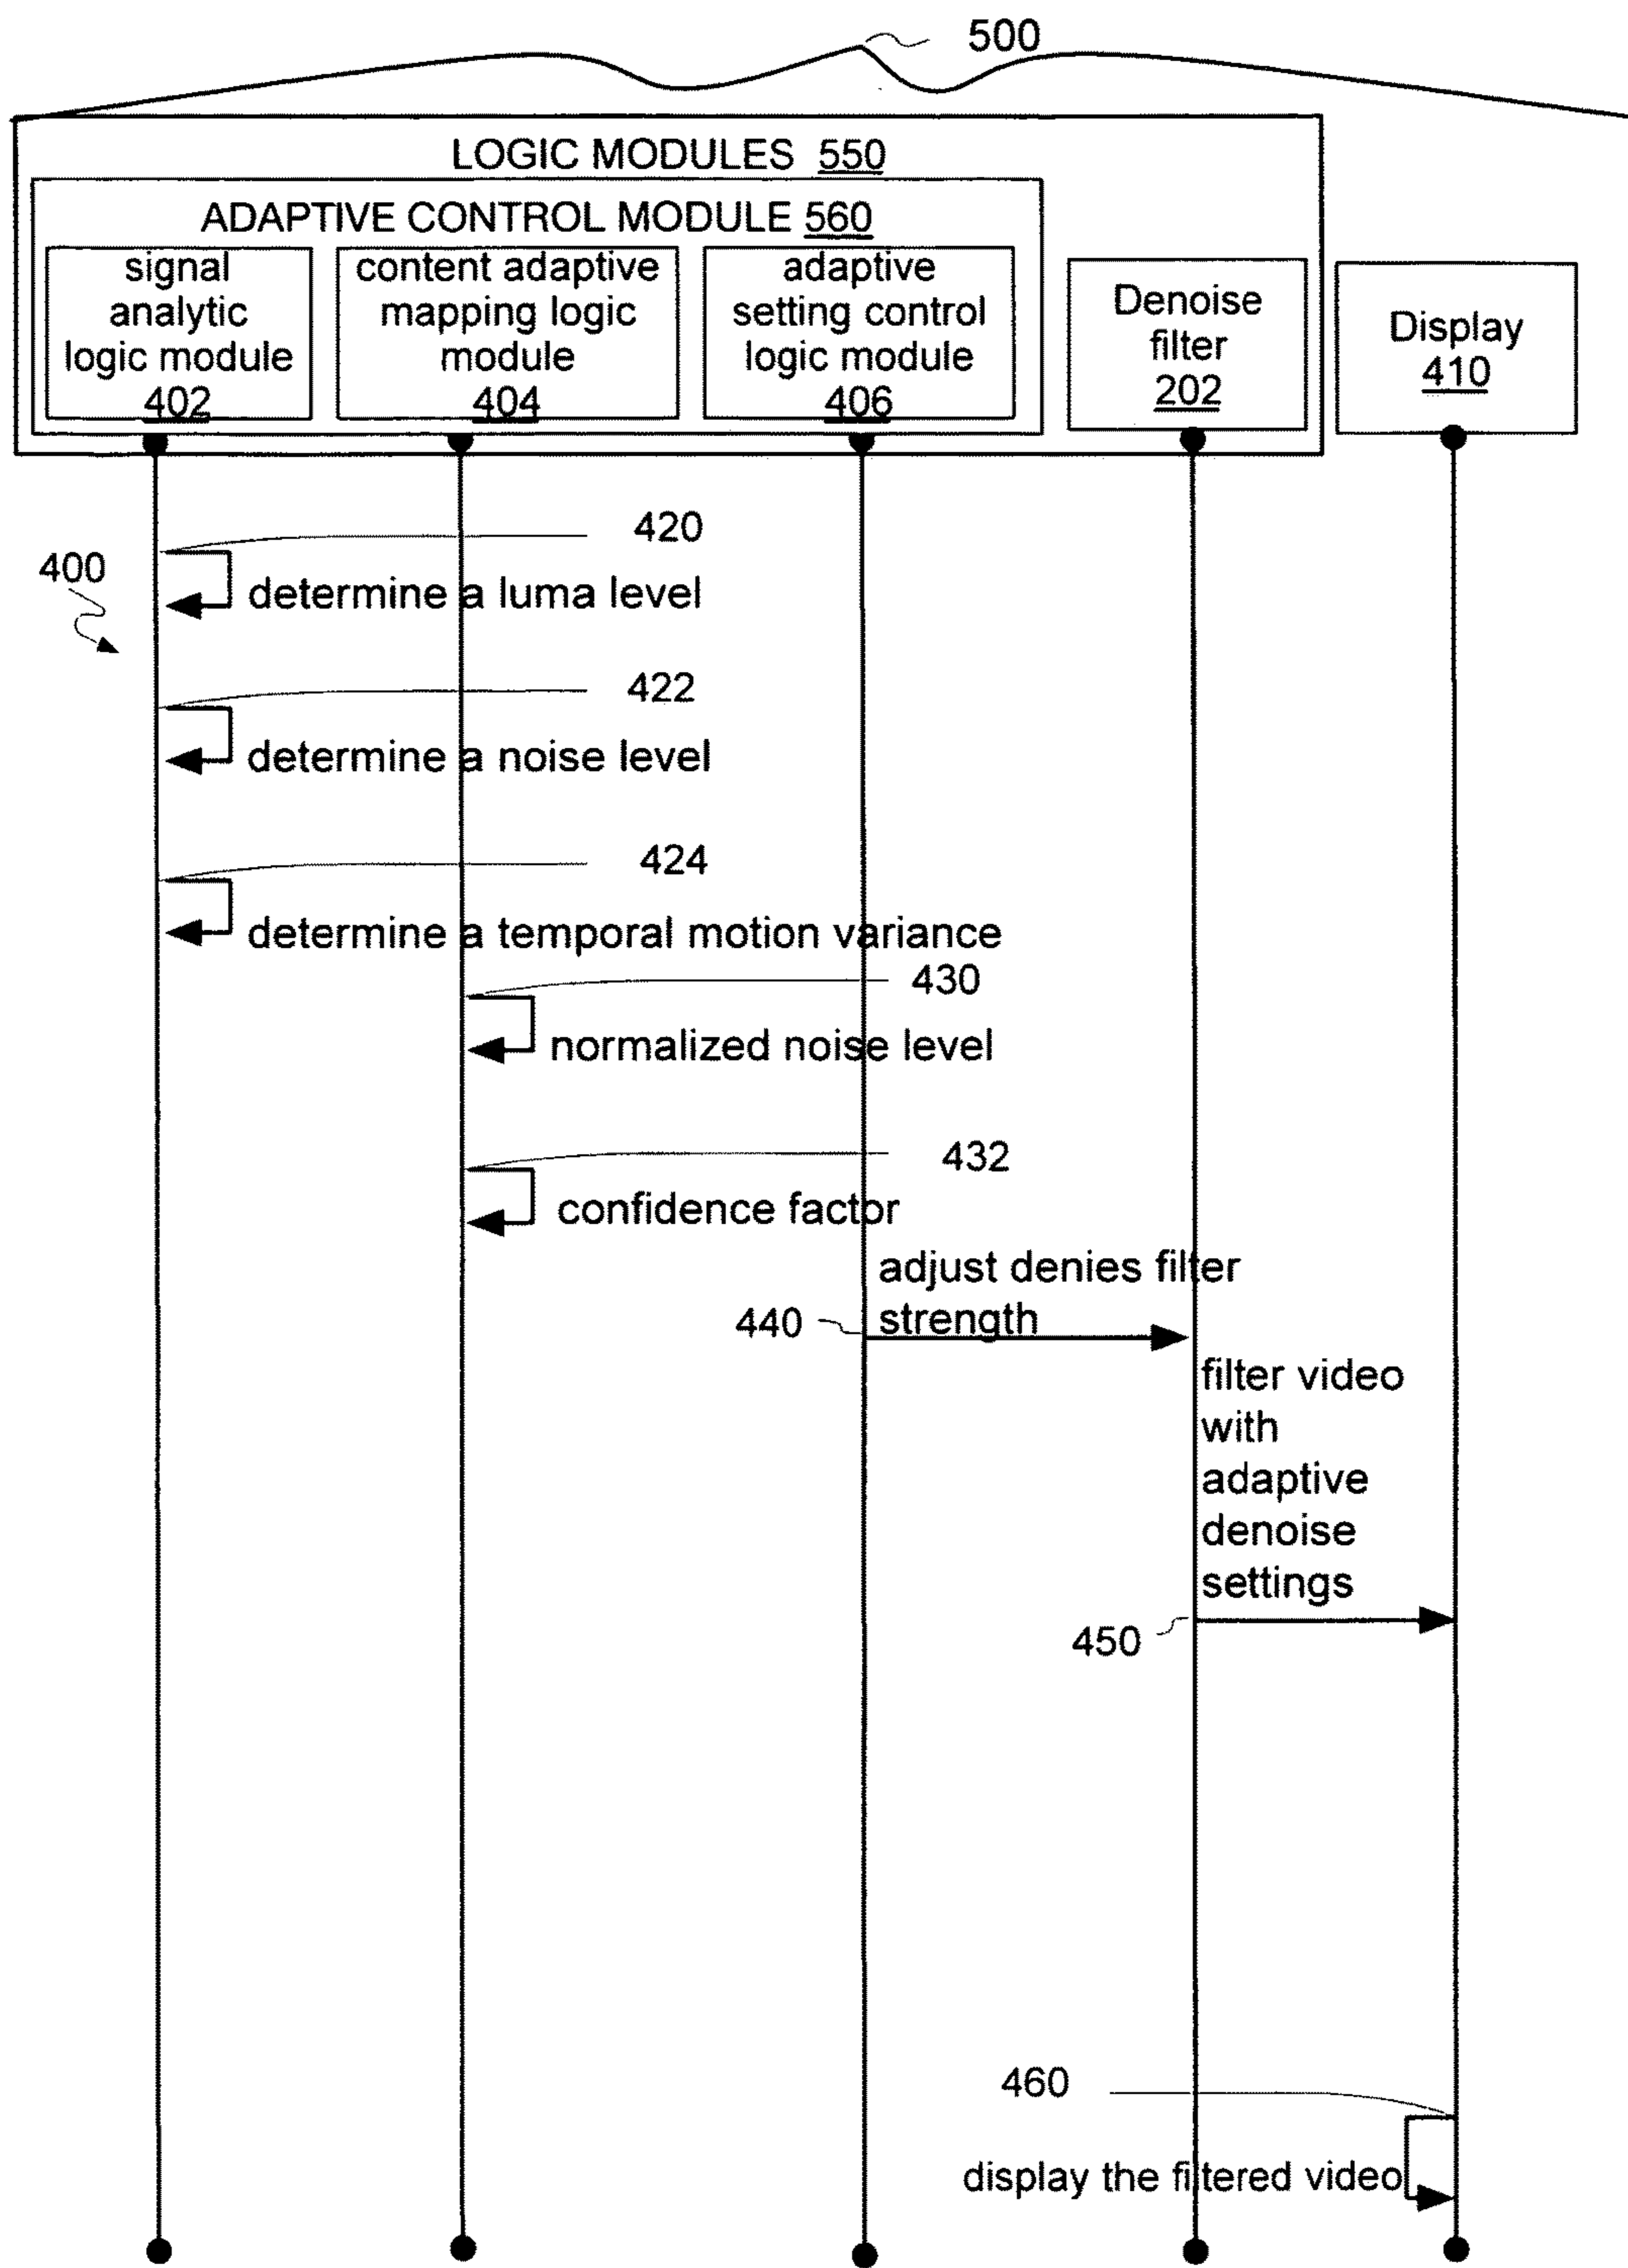 500
LOGIC MODULES 550
ADAPTIVE CONTROL MODULE 560
signal
analytic
logic module
402
content adaptive
mapping logic
module
404
adaptive
setting control
logic module
406
Denoise
filter
202
Display
410
420
400
determine a luma level
422
determine a noise level
424
determine a temporal motion variance
430
normalized noise level
432
confidence factor
adjust denies filter
strength
440
filter video
with
adaptive
denoise
settings
450
460
display the filtered video